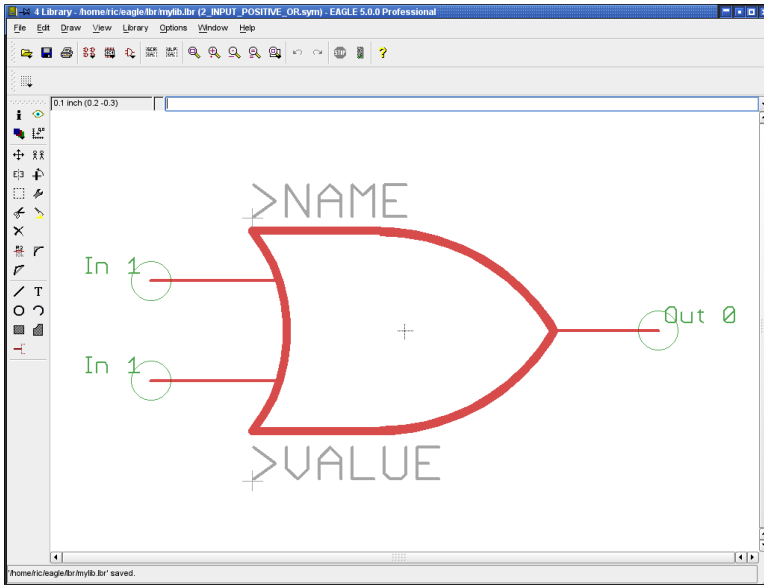 4 Library - /home/ric/eagle/lbr/mylib.lbr (2_INPUT_POSITIVE_OR.sym) - EAGLE 5.0.0 Professional
File Edit Draw View Library Options Window Help
0.1 inch (0.2 -0.3)
>NAME
In 1
Out 0
In 1
>VALUE
'/home/ric/eagle/lbr/mylib.lbr' saved.